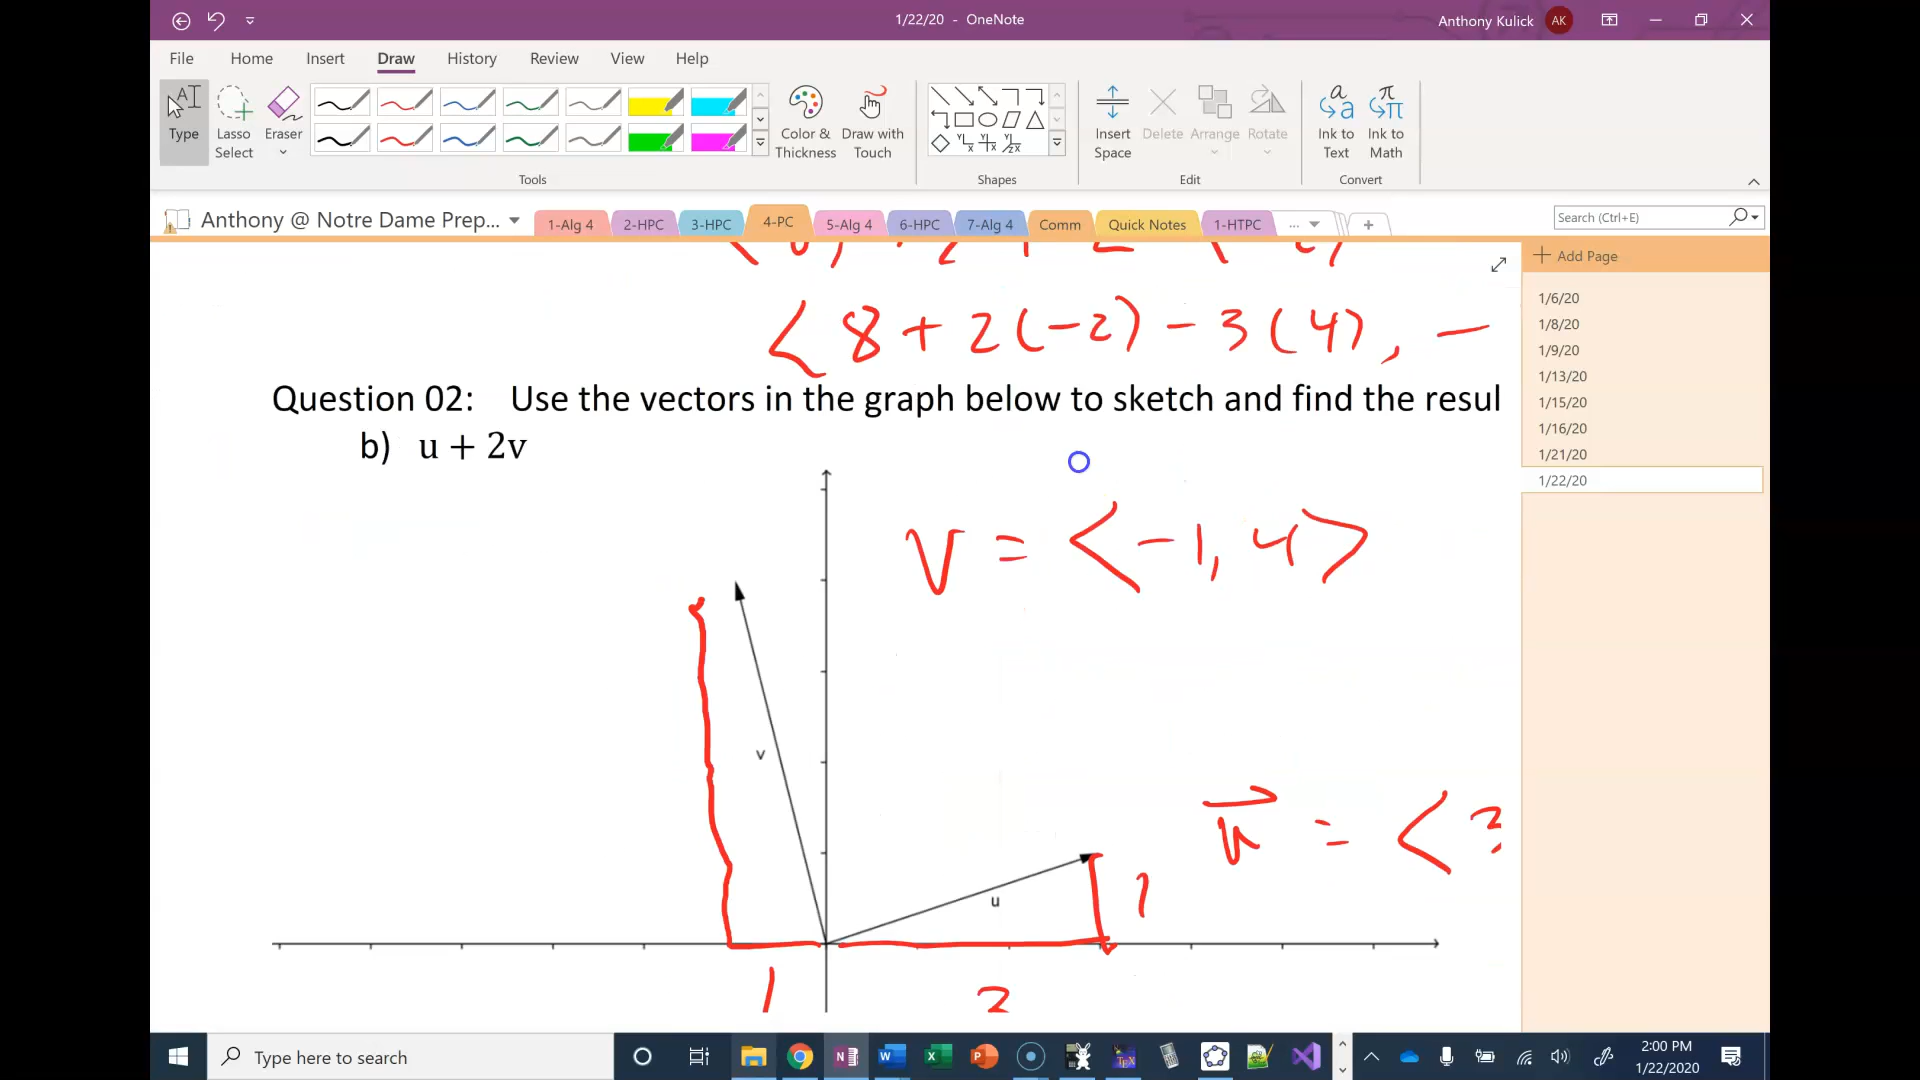 1/22/20 - OneNote
Anthony Kulick AK
File Home Insert Draw History Review View Help
Type
Lasso Select
Eraser
Color & Thickness
Draw with Touch
Insert Space
Delete
Arrange
Rotate
Ink to Text
Ink to Math
Tools Shapes Edit Convert
Anthony @ Notre Dame Prep...
1-Alg 4 2-HPC 3-HPC 4-PC 5-Alg 4 6-HPC 7-Alg 4 Comm Quick Notes 1-HTPC ...
Search (Ctrl+E)
Add Page
1/6/20
1/8/20
1/9/20
1/13/20
1/15/20
1/16/20
1/21/20
1/22/20
< 8 + 2(-2) - 3(4), -
Question 02: Use the vectors in the graph below to sketch and find the resul
b) u + 2v
V = <-1, 4>
v
u
u = <
1
1
Type here to search
2:00 PM
1/22/2020